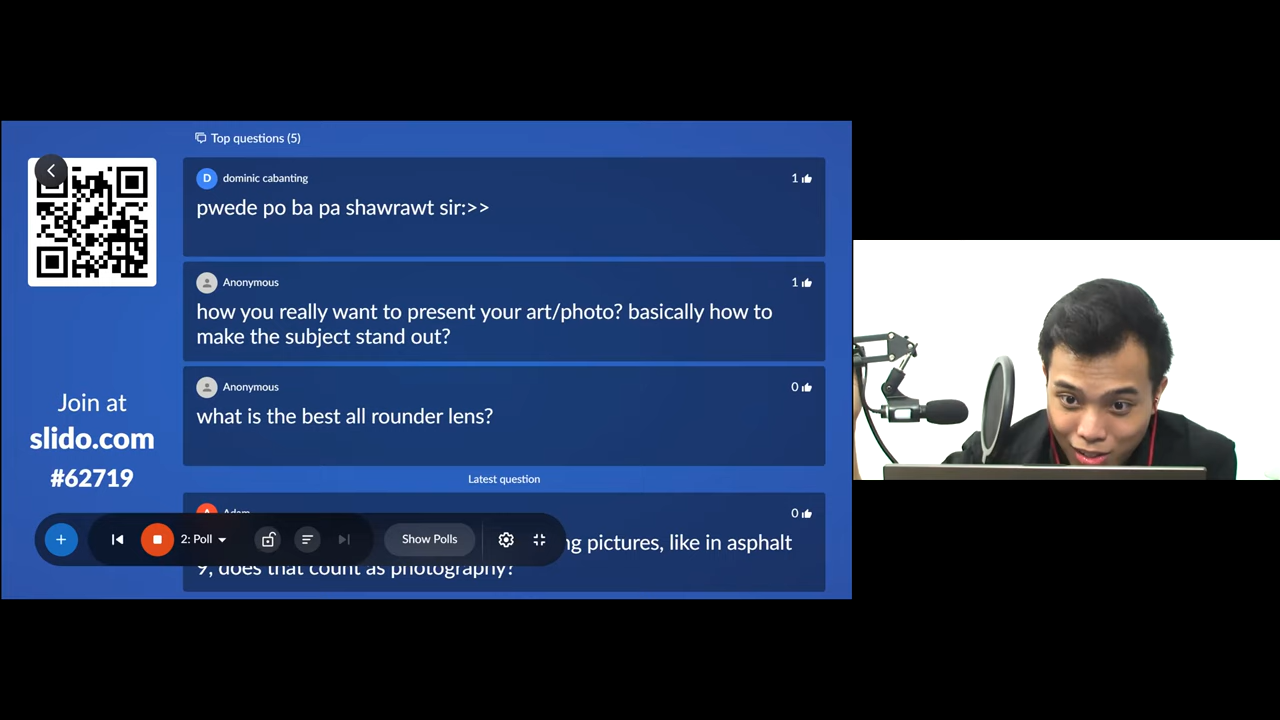 Top questions (5)
D
dominic cabanting
1
pwede po ba pa shawrawt sir:>>
Anonymous
1
how you really want to present your art/photo? basically how to
make the subject stand out?
Anonymous
0
what is the best all rounder lens?
Join at
slido.com
#62719
Latest question
Adam
0
pictures, like in asphalt
9, does that count as photography?
2: Poll
Show Polls